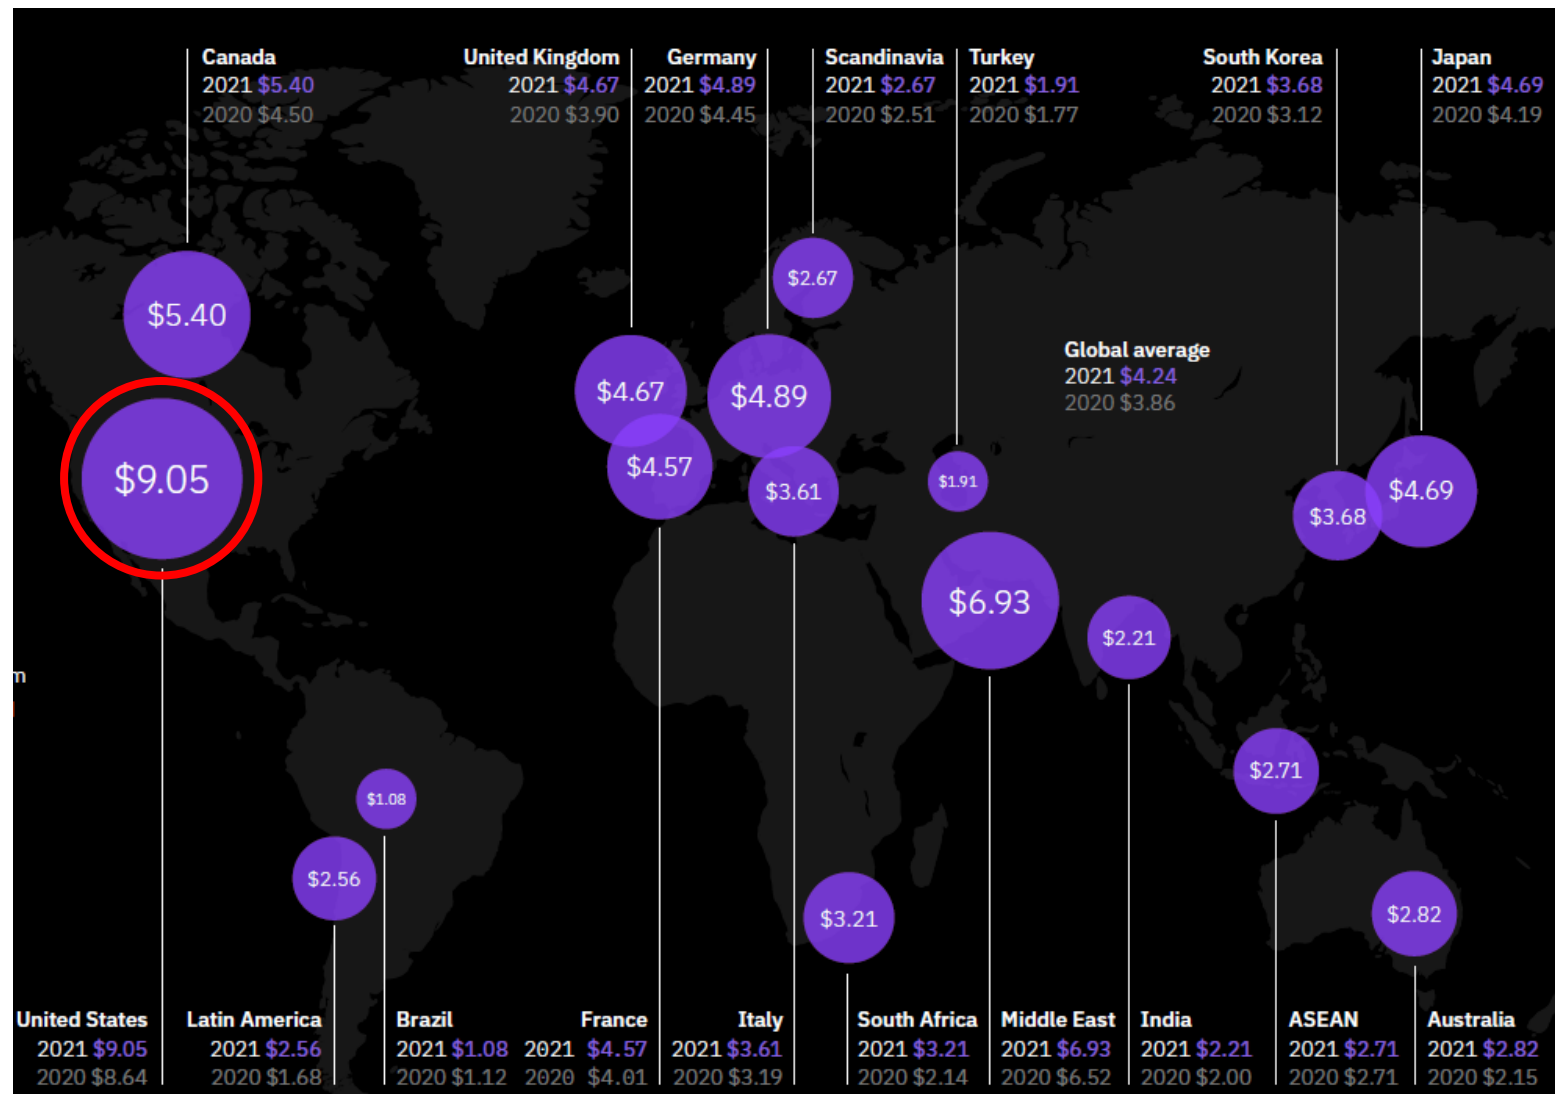 Canada
2021 $5.40
2020 $4.50
United Kingdom
2021 $4.67
2020 $3.90
Germany
2021 $4.89
2020 $4.45
Scandinavia
2021 $2.67
2020 $2.51
Turkey
2021 $1.91
2020 $1.77
South Korea
2021 $3.68
2020 $3.12
Japan
2021 $4.69
2020 $4.19
$2.67
$5.40
Global average
2021 $4.24
2020 $3.86
$4.67
$4.89
$9.05
$4.57
$3.61
$1.91
$3.68
$4.69
$6.93
$2.21
m
$2.71
$1.08
$2.56
$3.21
$2.82
United States
2021 $9.05
2020 $8.64
Latin America
2021 $2.56
2020 $1.68
Brazil
2021 $1.08
2020 $1.12
France
2021 $4.57
2020 $4.01
Italy
2021 $3.61
2020 $3.19
South Africa
2021 $3.21
2020 $2.14
Middle East
2021 $6.93
2020 $6.52
India
2021 $2.21
2020 $2.00
ASEAN
2021 $2.71
2020 $2.71
Australia
2021 $2.82
2020 $2.15